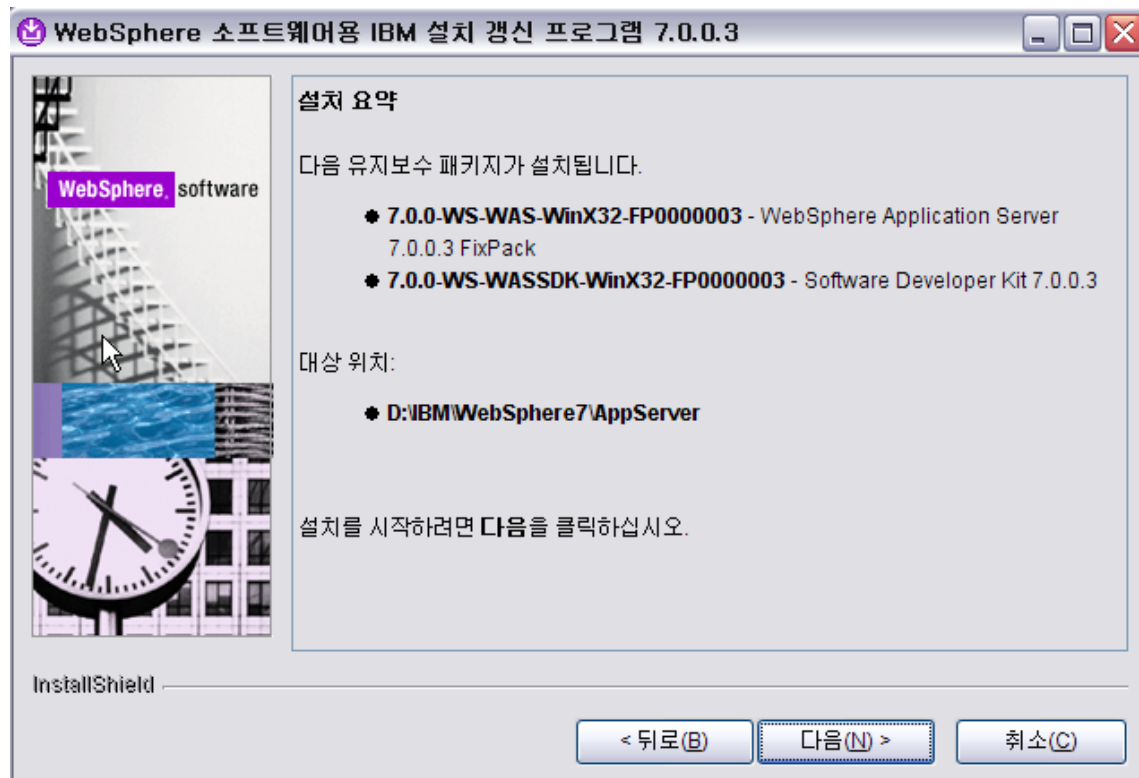 WebSphere 소프트웨어용 IBM 설치 갱신 프로그램 7.0.0.3
WebSphere. software
설치 요약
다음 유지보수 패키지가 설치됩니다.
7.0.0-WS-WAS-WinX32-FP0000003 - WebSphere Application Server
7.0.0.3 FixPack
7.0.0-WS-WASSDK-WinX32-FP0000003 - Software Developer Kit 7.0.0.3
대상 위치:
D:\IBM\WebSphere7\AppServer
설치를 시작하려면 다음을 클릭하십시오.
InstallShield
< 뒤로(B) 다음(N) > 취소(C)